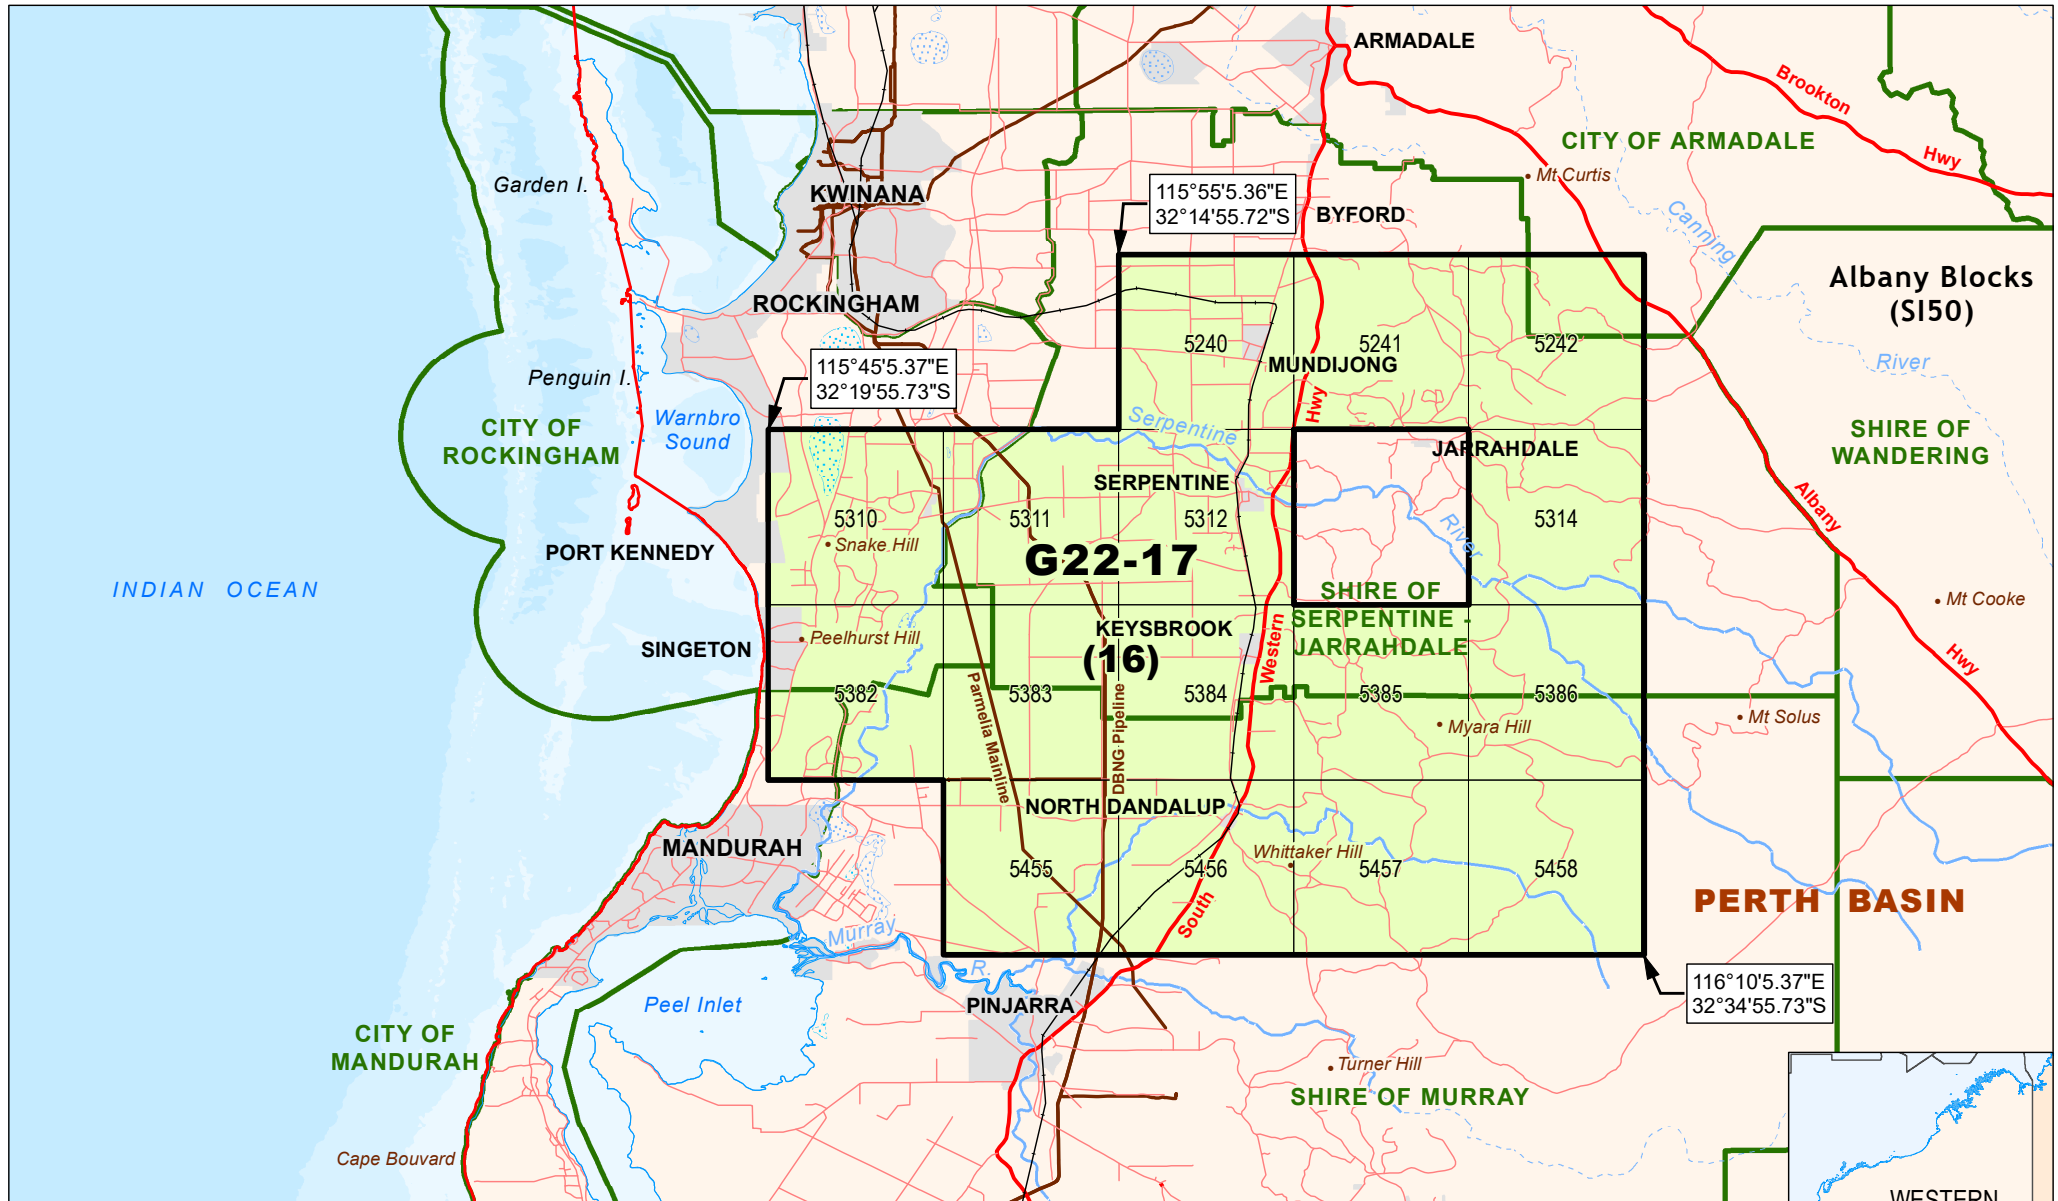 ARMADALE
Brookton
Hwy
CITY OF ARMADALE
Mt Curtis
Garden I.
KWINANA
115°55'5.36"E
32°14'55.72"S
BYFORD
Canning
Albany Blocks
(SI50)
ROCKINGHAM
5240
5241
5242
MUNDIJONG
River
115°45'5.37"E
32°19'55.73"S
Penguin I.
Warnbro
Sound
Serpentine
Hwy
CITY OF
ROCKINGHAM
JARRAHDALE
SHIRE OF
WANDERING
SERPENTINE
Albany
5310
5311
5312
5314
River
Snake Hill
PORT KENNEDY
G22-17
INDIAN OCEAN
SHIRE OF
SERPENTINE -
JARRAHDALE
Mt Cooke
Peelhurst Hill
KEYSBROOK
(16)
Western
SINGETON
Hwy
5382
5383
5384
5385
5386
Parmelia Mainline
DBNG Pipeline
Myara Hill
Mt Solus
NORTH DANDALUP
MANDURAH
Whittaker Hill
5455
5456
5457
5458
South
PERTH BASIN
Murray
R.
116°10'5.37"E
32°34'55.73"S
Peel Inlet
PINJARRA
CITY OF
MANDURAH
Turner Hill
SHIRE OF MURRAY
Cape Bouvard
WESTERN